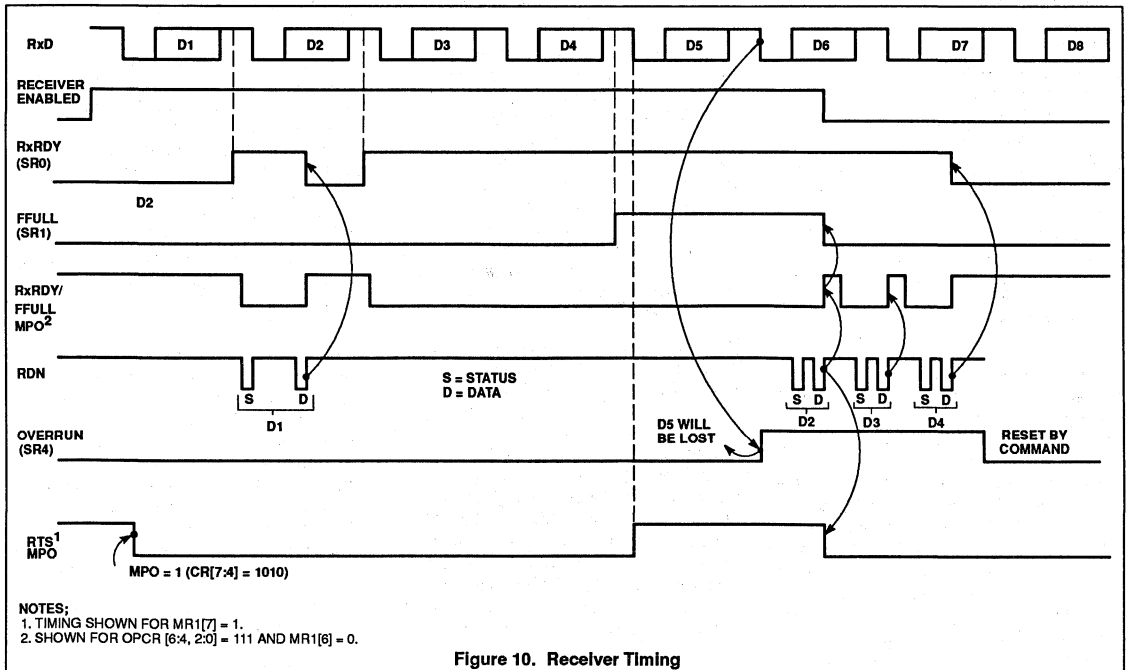 RxD D1 D2 D3 D4 D5 D6 D7 D8
RECEIVER
ENABLED
RxRDY
(SR0)
D2
FFULL
(SR1)
RxRDY/
FFULL
MPO2
RDN
S D
D1
S = STATUS
D = DATA
S D S D S D
D2 D3 D4
OVERRUN
(SR4)
D5 WILL
BE LOST
RESET BY
COMMAND
RTS1
MPO
MPO = 1 (CR[7:4] = 1010)
NOTES;
1. TIMING SHOWN FOR MR1[7] = 1.
2. SHOWN FOR OPCR [6:4, 2:0] = 111 AND MR1[6] = 0.
Figure 10. Receiver Timing